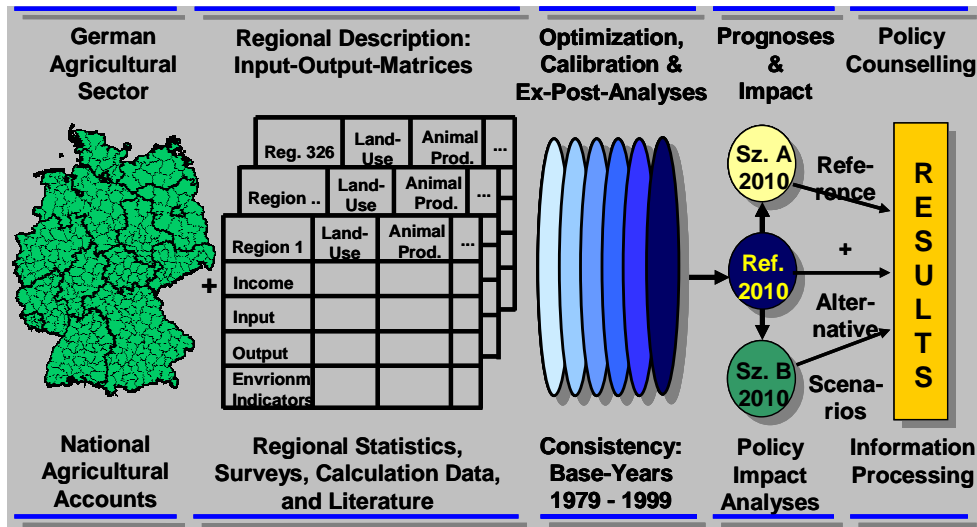 German
Agricultural
Sector
Regional Description:
Input-Output-Matrices
Optimization,
Calibration &
Ex-Post-Analyses
Prognoses
&
Impact
Policy
Counselling
Reg. 326
Land-
Use
Animal
Prod.
...
Region ..
Land-
Use
Animal
Prod.
...
Region 1
Land-
Use
Animal
Prod.
...
+
Income
Input
Output
Envrionm
Indicators
Sz. A
2010
Ref.
2010
Sz. B
2010
Refe-
rence
+
Alter-
native
Scena-
rios
R
E
S
U
L
T
S
National
Agricultural
Accounts
Regional Statistics,
Surveys, Calculation Data,
and Literature
Consistency:
Base-Years
1979 - 1999
Policy
Impact
Analyses
Information
Processing